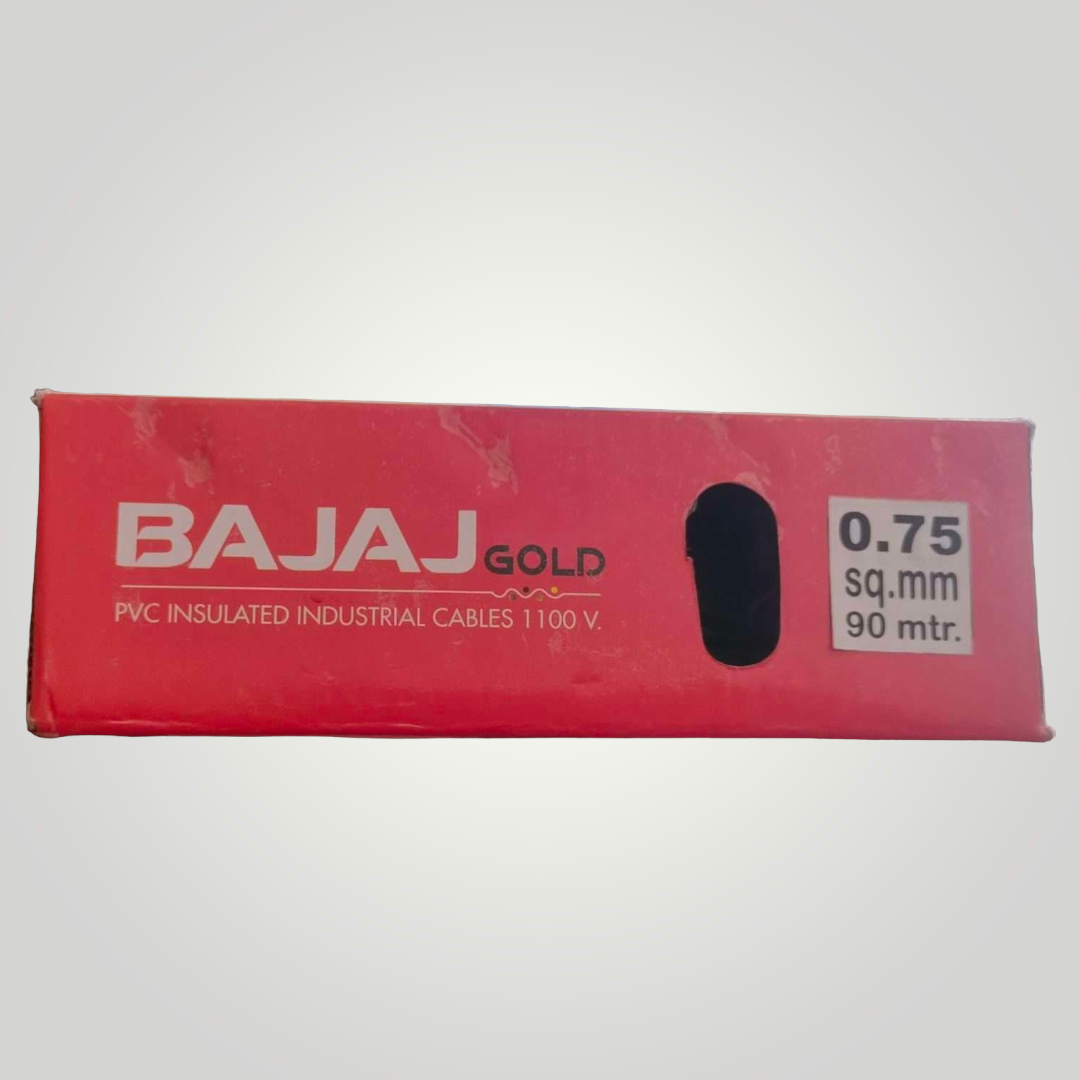 BAJAJ GOLD
PVC INSULATED INDUSTRIAL CABLES 1100 V.
0.75
sq.mm
90 mtr.